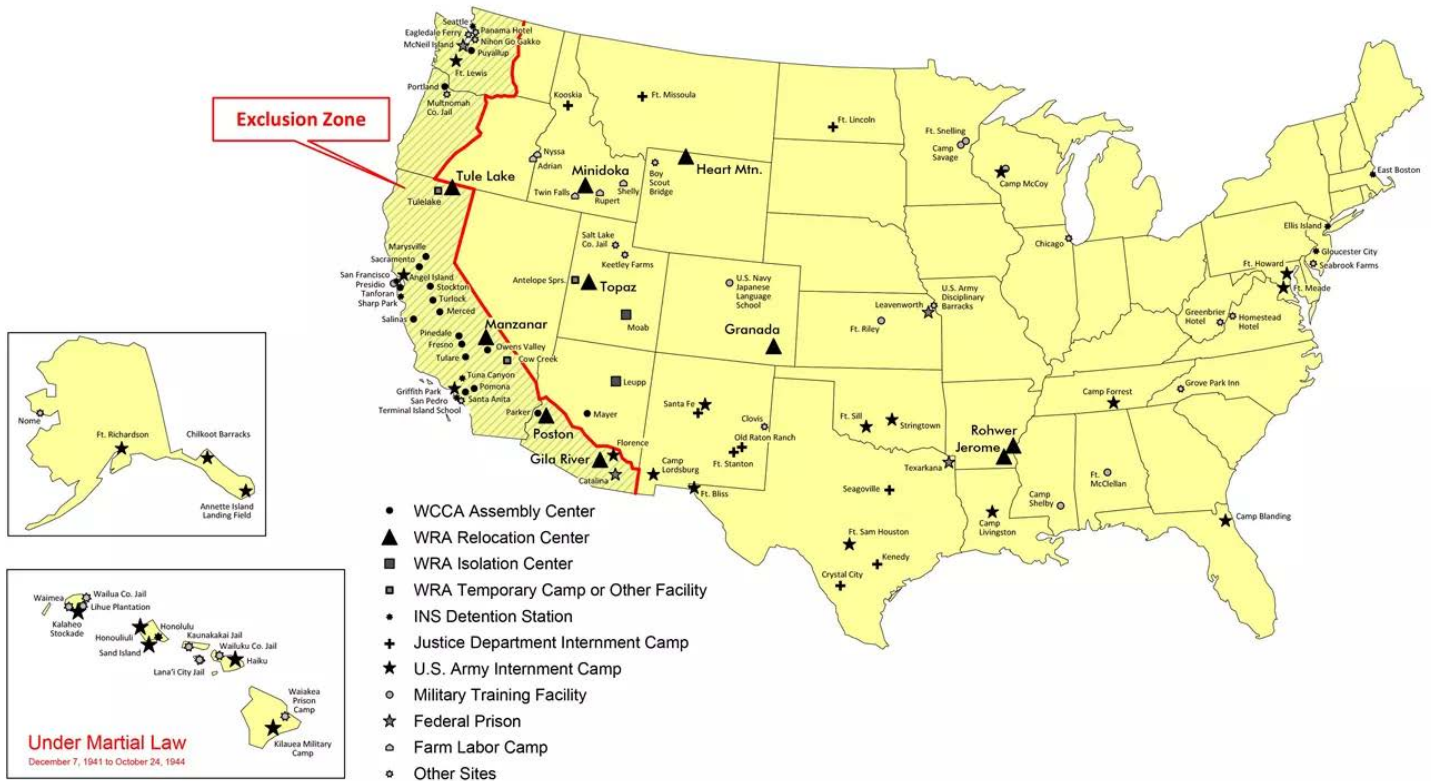 Seattle
Panama Hotel
Eagledale Ferry
Nihon Go Gakko
McNeil Island
Puyallup
Ft. Lewis
Portland
Multnomah
Co. Jail
Exclusion Zone
Kooskia
Ft. Missoula
Ft. Lincoln
Ft. Snelling
Camp
Savage
Camp McCoy
East Boston
Nyssa
Adrian
Minidoka
Twin Falls
Rupert
Shelly
Boy
Scout
Bridge
Heart Mtn.
Tule Lake
Tulelake
Ellis Island
Gloucester City
Seabrook Farms
Ft. Howard
Ft. Meade
Chicago
Marysville
Sacramento
San Francisco
Angel Island
Presidio
Stockton
Tanforan
Sharp Park
Turlock
Merced
Salinas
Salt Lake
Co. Jail
Keetley Farms
Antelope Sprs.
Topaz
Moab
U.S. Navy
Japanese
Language
School
Granada
Leavenworth
U.S. Army
Disciplinary
Barracks
Ft. Riley
Greenbrier
Hotel
Homestead
Hotel
Pinedale
Manzanar
Fresno
Owens Valley
Tulare
Cow Creek
Tuna Canyon
Griffith Park
Pomona
San Pedro
Santa Anita
Terminal Island School
Leupp
Parker
Mayer
Poston
Gila River
Florence
Catalina
Santa Fe
Clovis
Old Raton Ranch
Ft. Stanton
Camp
Lordsburg
Ft. Bliss
Ft. Sill
Stringtown
Camp Forrest
Grove Park Inn
Rohwer
Jerome
Texarkana
Seagoville
Ft.
McClellan
Camp
Shelby
Camp
Livingston
Camp Blanding
Ft. Sam Houston
Kenedy
Crystal City
Nome
Ft. Richardson
Chilkoot Barracks
Annette Island
Landing Field
Waimea
Wailua Co. Jail
Lihue Plantation
Kalaheo
Stockade
Honouliuli
Honolulu
Sand Island
Kaunakakai Jail
Wailuku Co. Jail
Haiku
Lana'i City Jail
Waiakea
Prison
Camp
Kilauea Military
Camp
Under Martial Law
December 7, 1941 to October 24, 1944
WCCA Assembly Center
WRA Relocation Center
WRA Isolation Center
WRA Temporary Camp or Other Facility
INS Detention Station
Justice Department Internment Camp
U.S. Army Internment Camp
Military Training Facility
Federal Prison
Farm Labor Camp
Other Sites